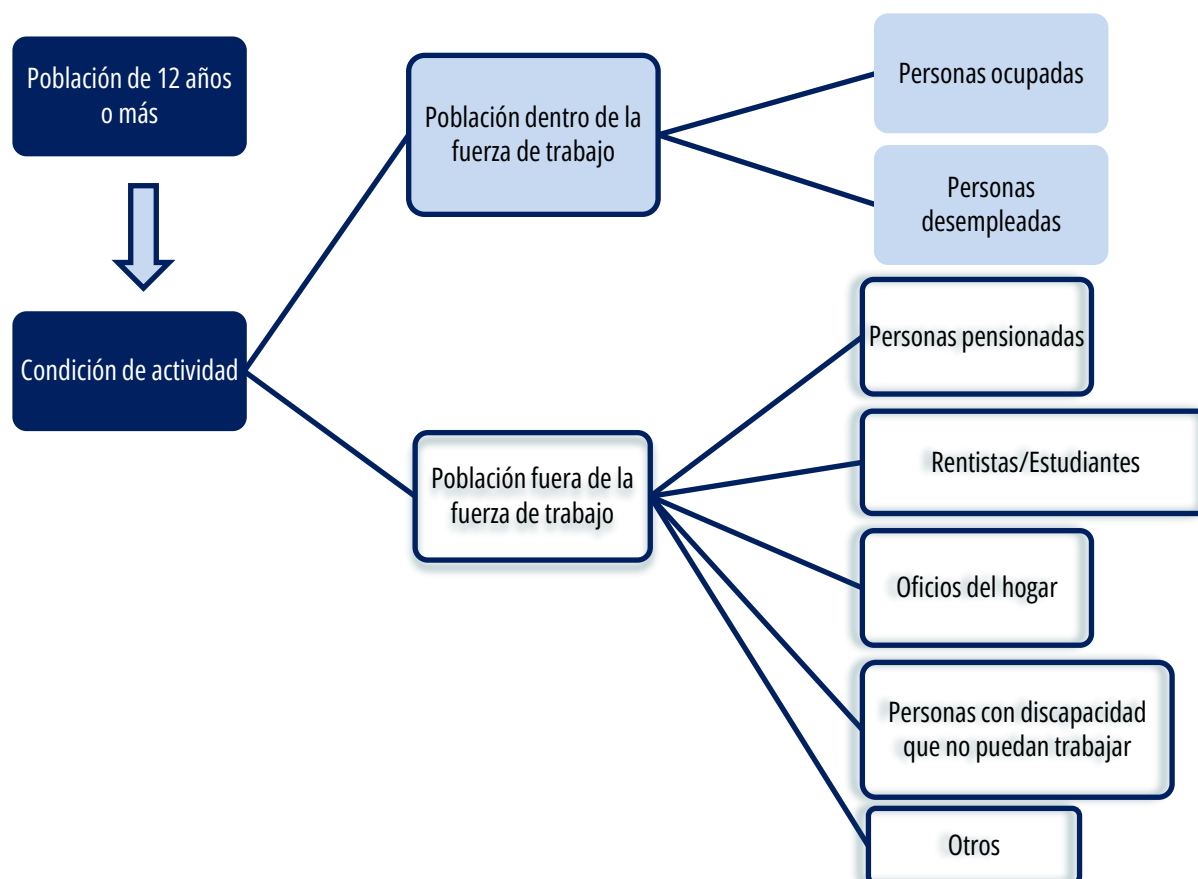 Población de 12 años
o más
Condición de actividad
Población dentro de la
fuerza de trabajo
Personas ocupadas
Personas
desempleadas
Población fuera de la
fuerza de trabajo
Personas pensionadas
Rentistas/Estudiantes
Oficios del hogar
Personas con discapacidad
que no puedan trabajar
Otros